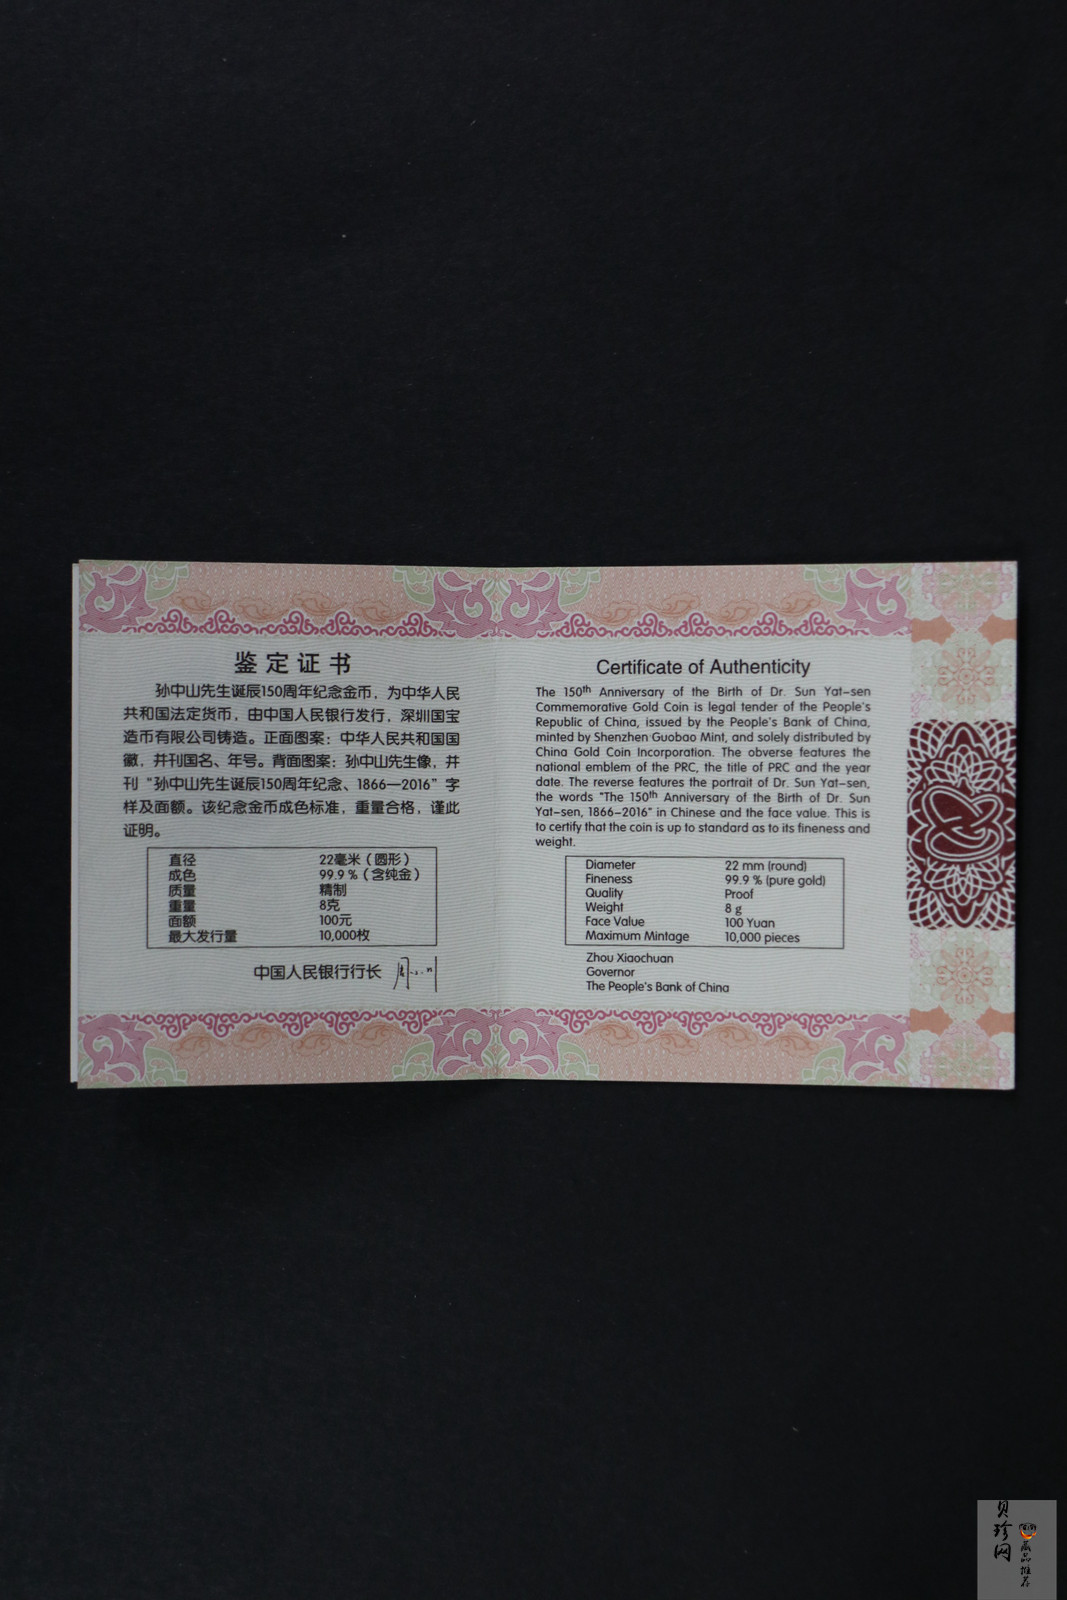 鉴定证书
孙中山先生诞辰150周年纪念金币，为中华人民
共和国法定货币，由中国人民银行发行，深圳国宝
造币有限公司铸造。正面图案：中华人民共和国国
徽，并刊国名、年号。背面图案：孙中山先生像，并
刊“孙中山先生诞辰150周年纪念、1866—2016”字
样及面额。该纪念金币成色标准，重量合格，谨此
证明。
直径 22毫米（圆形）
成色 99.9％（含纯金）
质量 精制
重量 8克
面额 100元
最大发行量 10,000枚
中国人民银行行长
Certificate of Authenticity
The 150th Anniversary of the Birth of Dr. Sun Yat-sen
Commemorative Gold Coin is legal tender of the People's
Republic of China, issued by the People's Bank of China,
minted by Shenzhen Guobao Mint, and solely distributed by
China Gold Coin Incorporation. The obverse features the
national emblem of the PRC, the title of PRC and the year
date. The reverse features the portrait of Dr. Sun Yat-sen,
the words "The 150th Anniversary of the Birth of Dr. Sun
Yat-sen, 1866-2016" in Chinese and the face value. This is
to certify that the coin is up to standard as to its fineness and
weight.
Diameter 22 mm (round)
Fineness 99.9 % (pure gold)
Quality Proof
Weight 8 g
Face Value 100 Yuan
Maximum Mintage 10,000 pieces
Zhou Xiaochuan
Governor
The People's Bank of China
贝珍网
藏品推荐